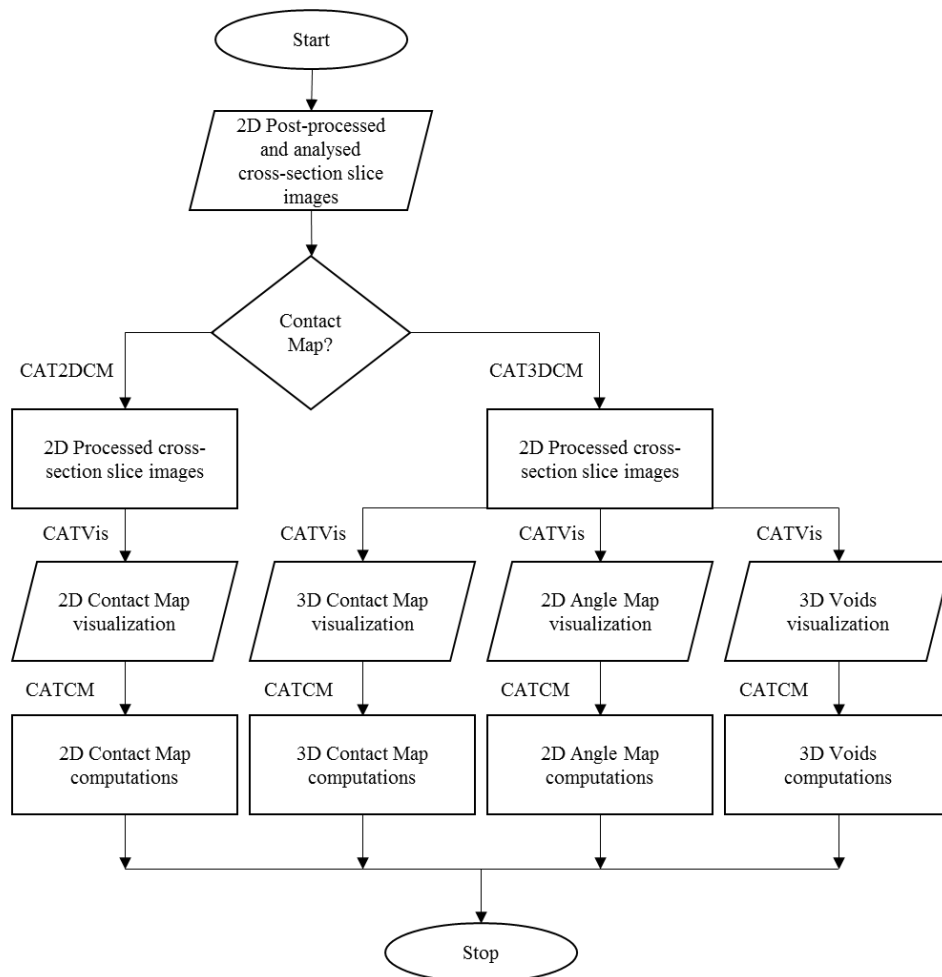 Start
2D Post-processed
and analysed
cross-section slice
images
Contact
Map?
CAT2DCM
CAT3DCM
2D Processed cross-
section slice images
2D Processed cross-
section slice images
CATVis
CATVis
CATVis
CATVis
2D Contact Map
visualization
3D Contact Map
visualization
2D Angle Map
visualization
3D Voids
visualization
CATCM
CATCM
CATCM
CATCM
2D Contact Map
computations
3D Contact Map
computations
2D Angle Map
computations
3D Voids
computations
Stop